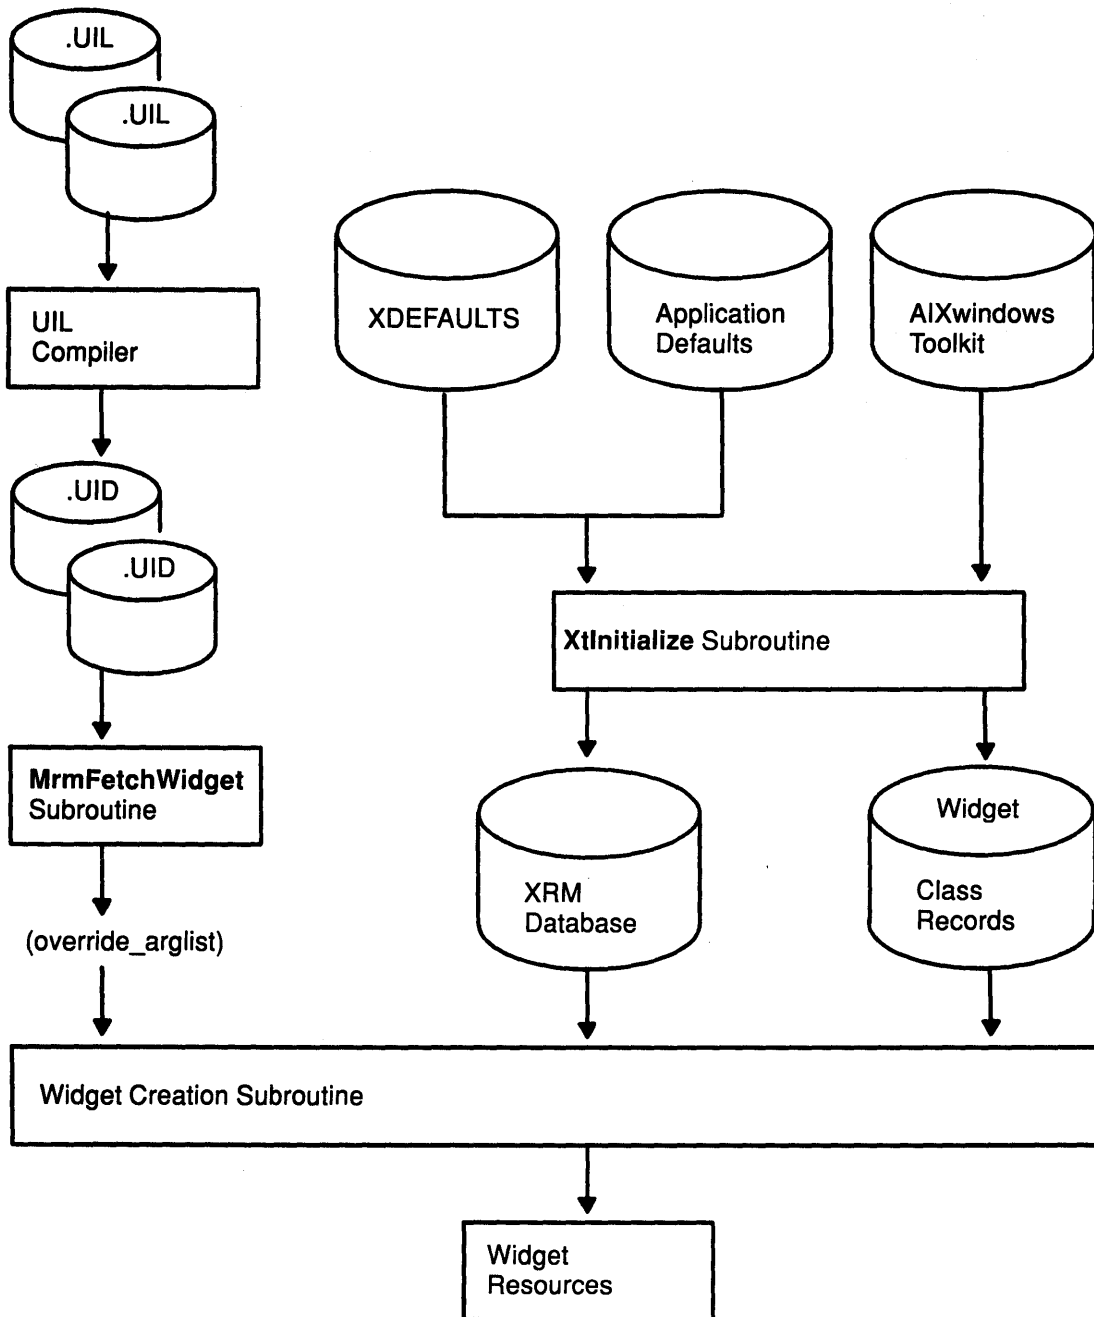 .UIL
.UIL
UIL
Compiler
.UID
.UID
MrmFetchWidget
Subroutine
(override_arglist)
XDEFAULTS
Application
Defaults
AIXwindows
Toolkit
XtInitialize Subroutine
XRM
Database
Widget
Class
Records
Widget Creation Subroutine
Widget
Resources